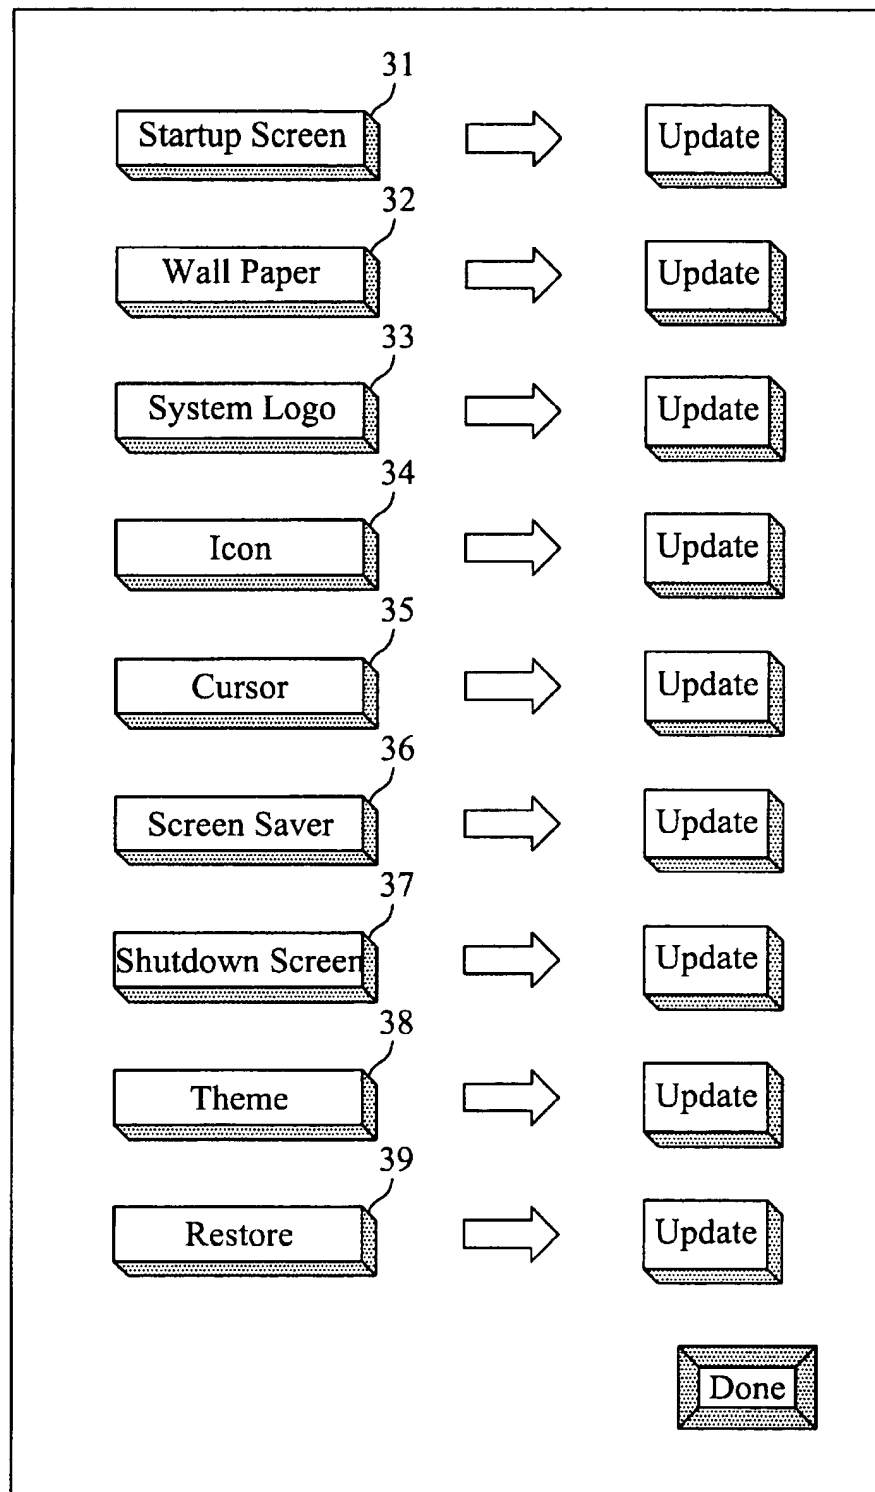 31
Startup Screen
Update
32
Wall Paper
Update
33
System Logo
Update
34
Icon
Update
35
Cursor
Update
36
Screen Saver
Update
37
Shutdown Screen
Update
38
Theme
Update
39
Restore
Update
Done